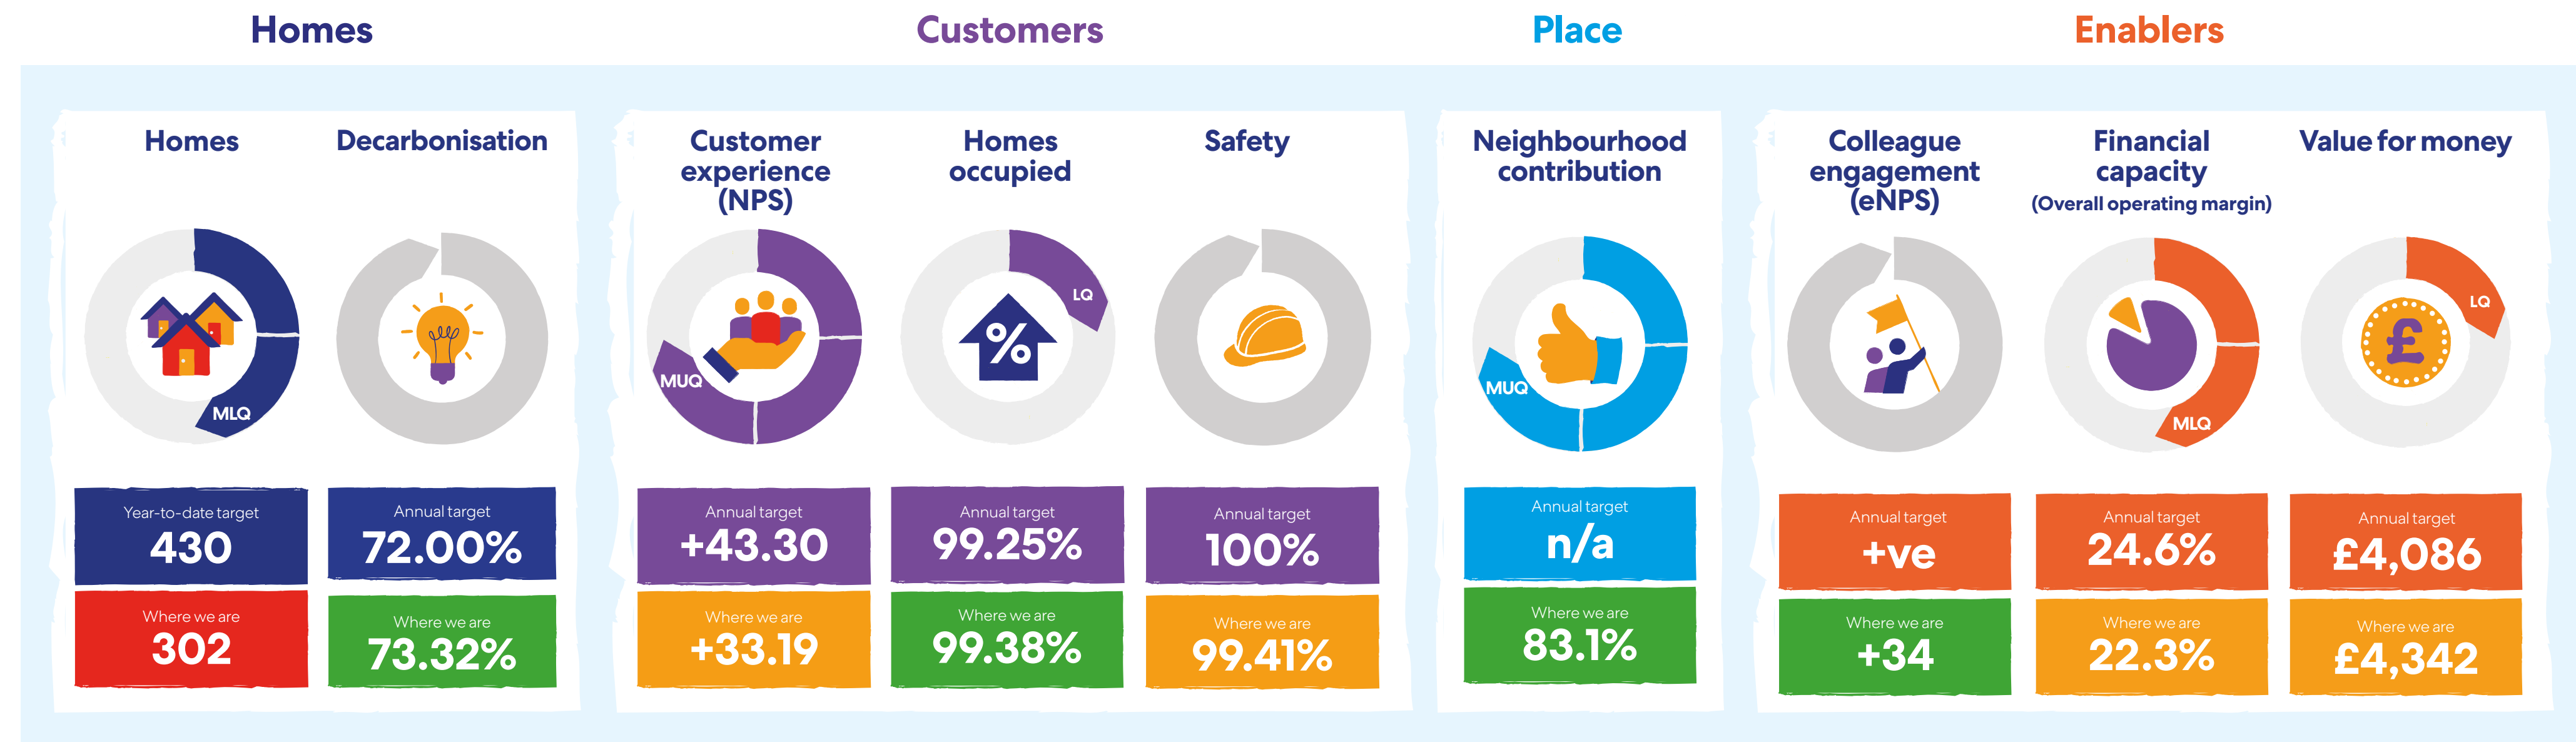 Homes
Customers
Place
Enablers
Homes
Decarbonisation
Customer
experience
(NPS)
Homes
occupied
Safety
Neighbourhood
contribution
Colleague
engagement
(eNPS)
Financial
capacity
(Overall operating margin)
Value for money
MLQ
MUQ
%
LQ
MUQ
MLQ
£
LQ
Year-to-date target
430
Where we are
302
Annual target
72.00%
Where we are
73.32%
Annual target
+43.30
Where we are
+33.19
Annual target
99.25%
Where we are
99.38%
Annual target
100%
Where we are
99.41%
Annual target
n/a
Where we are
83.1%
Annual target
+ve
Where we are
+34
Annual target
24.6%
Where we are
22.3%
Annual target
£4,086
Where we are
£4,342